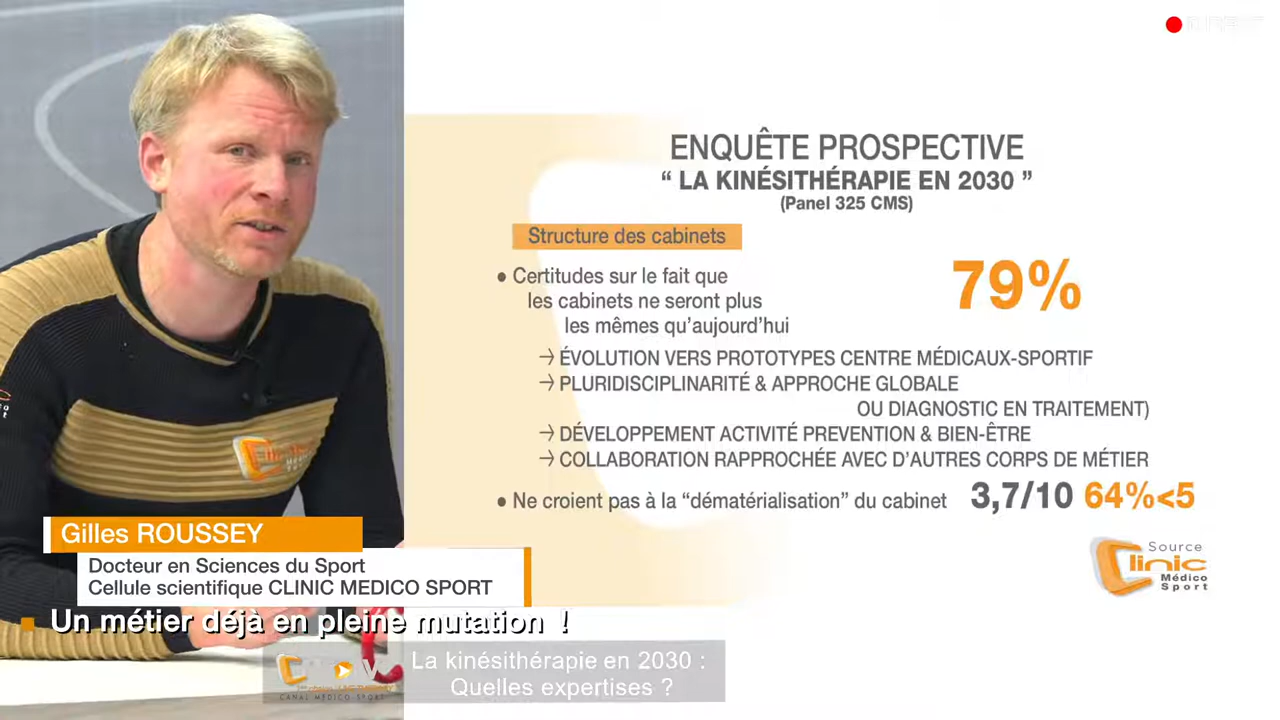 ENQUÊTE PROSPECTIVE
“ LA KINÉSITHÉRAPIE EN 2030 ”
(Panel 325 CMS)
Structure des cabinets
● Certitudes sur le fait que
les cabinets ne seront plus
les mêmes qu’aujourd’hui
79%
→ ÉVOLUTION VERS PROTOTYPES CENTRE MÉDICAUX-SPORTIF
→ PLURIDISCIPLINARITÉ & APPROCHE GLOBALE
OU DIAGNOSTIC EN TRAITEMENT)
→ DÉVELOPPEMENT ACTIVITÉ PREVENTION & BIEN-ÊTRE
→ COLLABORATION RAPPROCHÉE AVEC D’AUTRES CORPS DE MÉTIER
● Ne croient pas à la “dématérialisation” du cabinet 3,7/10 64%<5
Source
Clinic
Médico
Sport
Gilles ROUSSEY
Docteur en Sciences du Sport
Cellule scientifique CLINIC MEDICO SPORT
Un métier déjà en pleine mutation !
La kinésithérapie en 2030 :
Quelles expertises ?
CANAL MEDICO SPORT